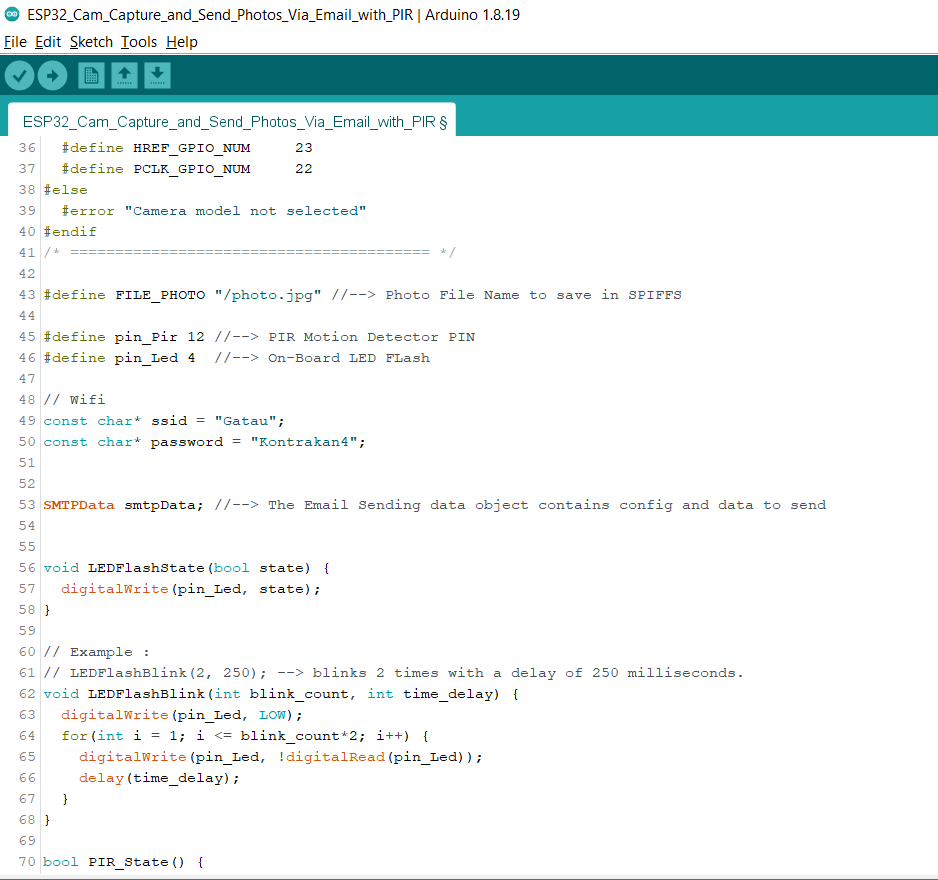 ESP32_Cam_Capture_and_Send_Photos_Via_Email_with_PIR | Arduino 1.8.19
File Edit Sketch Tools Help
ESP32_Cam_Capture_and_Send_Photos_Via_Email_with_PIR §
36   #define HREF_GPIO_NUM     23
37   #define PCLK_GPIO_NUM     22
38 #else
39   #error "Camera model not selected"
40 #endif
41 /* ======================================== */
42
43 #define FILE_PHOTO "/photo.jpg" //--> Photo File Name to save in SPIFFS
44
45 #define pin_Pir 12 //--> PIR Motion Detector PIN
46 #define pin_Led 4  //--> On-Board LED FLash
47
48 // Wifi
49 const char* ssid = "Gatau";
50 const char* password = "Kontrakan4";
51
52
53 SMTPData smtpData; //--> The Email Sending data object contains config and data to send
54
55
56 void LEDFlashState(bool state) {
57   digitalWrite(pin_Led, state);
58 }
59
60 // Example :
61 // LEDFlashBlink(2, 250); --> blinks 2 times with a delay of 250 milliseconds.
62 void LEDFlashBlink(int blink_count, int time_delay) {
63   digitalWrite(pin_Led, LOW);
64   for(int i = 1; i <= blink_count*2; i++) {
65     digitalWrite(pin_Led, !digitalRead(pin_Led));
66     delay(time_delay);
67   }
68 }
69
70 bool PIR_State() {